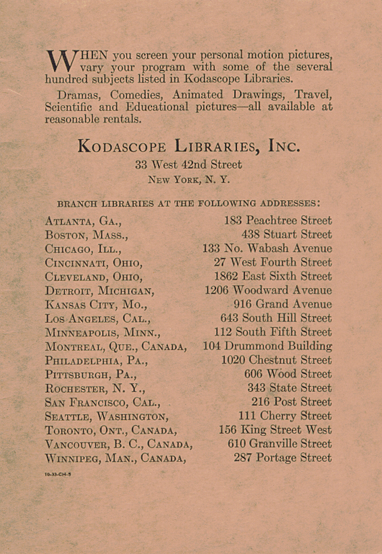 WHEN you screen your personal motion pictures,
vary your program with some of the several
hundred subjects listed in Kodascope Libraries.
Dramas, Comedies, Animated Drawings, Travel,
Scientific and Educational pictures—all available at
reasonable rentals.
KODASCOPE LIBRARIES, INC.
33 West 42nd Street
NEW YORK, N. Y.
BRANCH LIBRARIES AT THE FOLLOWING ADDRESSES:
ATLANTA, GA., 183 Peachtree Street
BOSTON, MASS., 438 Stuart Street
CHICAGO, ILL., 133 No. Wabash Avenue
CINCINNATI, OHIO, 27 West Fourth Street
CLEVELAND, OHIO, 1862 East Sixth Street
DETROIT, MICHIGAN, 1206 Woodward Avenue
KANSAS CITY, MO., 916 Grand Avenue
LOS ANGELES, CAL., 643 South Hill Street
MINNEAPOLIS, MINN., 112 South Fifth Street
MONTREAL, QUE., CANADA, 104 Drummond Building
PHILADELPHIA, PA., 1020 Chestnut Street
PITTSBURGH, PA., 606 Wood Street
ROCHESTER, N. Y., 343 State Street
SAN FRANCISCO, CAL., 216 Post Street
SEATTLE, WASHINGTON, 111 Cherry Street
TORONTO, ONT., CANADA, 156 King Street West
VANCOUVER, B. C., CANADA, 610 Granville Street
WINNIPEG, MAN., CANADA, 287 Portage Street